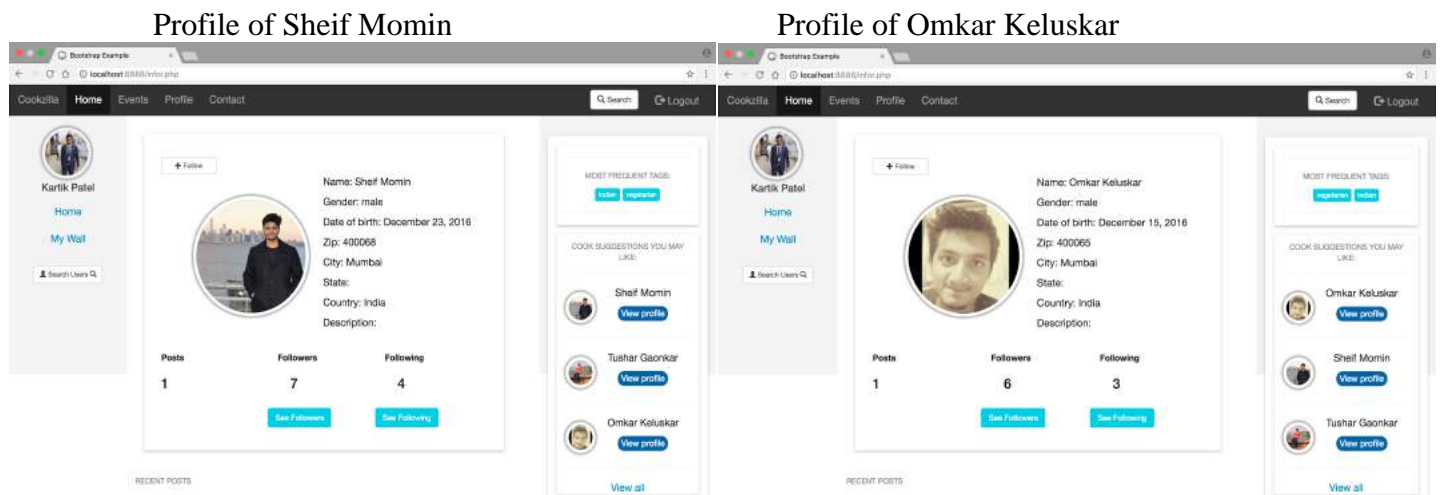 Profile of Sheif Momin
Bootstrap Example
localhost:8888/infor.php
Cookzilla Home Events Profile Contact Search Logout
Kartik Patel
Home
My Wall
Search Users
+ Follow
Name: Sheif Momin
Gender: male
Date of birth: December 23, 2016
Zip: 400068
City: Mumbai
State:
Country: India
Description:
Posts Followers Following
1 7 4
See Followers See Following
RECENT POSTS
MOST FREQUENT TAGS:
indian vegetarian
COOK SUGGESTIONS YOU MAY
LIKE:
Sheif Momin
View profile
Tushar Gaonkar
View profile
Omkar Keluskar
View profile
View all
Profile of Omkar Keluskar
Bootstrap Example
localhost:8888/infor.php
Cookzilla Home Events Profile Contact Search Logout
Kartik Patel
Home
My Wall
Search Users
+ Follow
Name: Omkar Keluskar
Gender: male
Date of birth: December 15, 2016
Zip: 400065
City: Mumbai
State:
Country: India
Description:
Posts Followers Following
1 6 3
See Followers See Following
RECENT POSTS
MOST FREQUENT TAGS:
vegetarian indian
COOK SUGGESTIONS YOU MAY
LIKE:
Omkar Keluskar
View profile
Sheif Momin
View profile
Tushar Gaonkar
View profile
View all